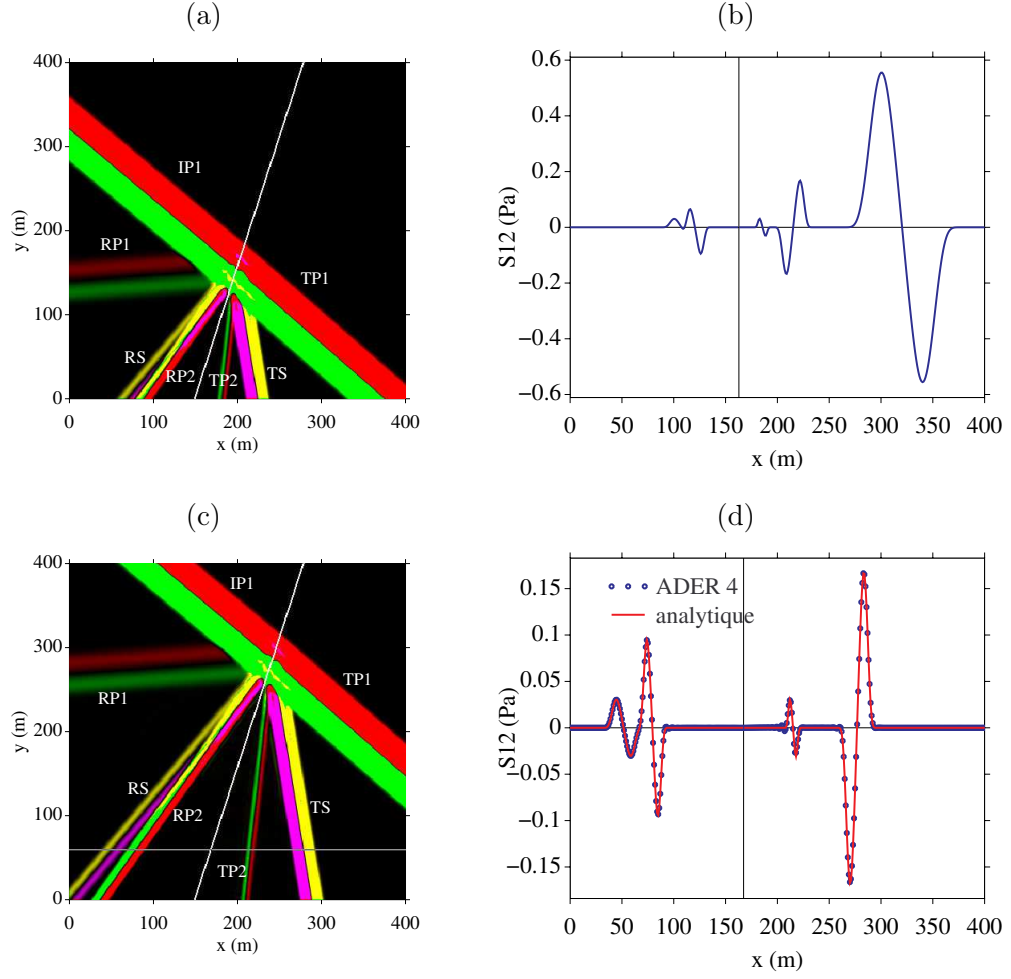 (a)
400
300
200
100
0
y (m)
0 100 200 300 400
x (m)
IP1
RP1
TP1
RS
RP2
TP2
TS
(b)
0.6
0.4
0.2
0
−0.2
−0.4
−0.6
S12 (Pa)
0 50 100 150 200 250 300 350 400
x (m)
(c)
400
300
200
100
0
y (m)
0 100 200 300 400
x (m)
IP1
TP1
RP1
RS
RP2
TS
TP2
(d)
0.15
0.1
0.05
0
−0.05
−0.1
−0.15
S12 (Pa)
ADER 4
analytique
0 50 100 150 200 250 300 350 400
x (m)